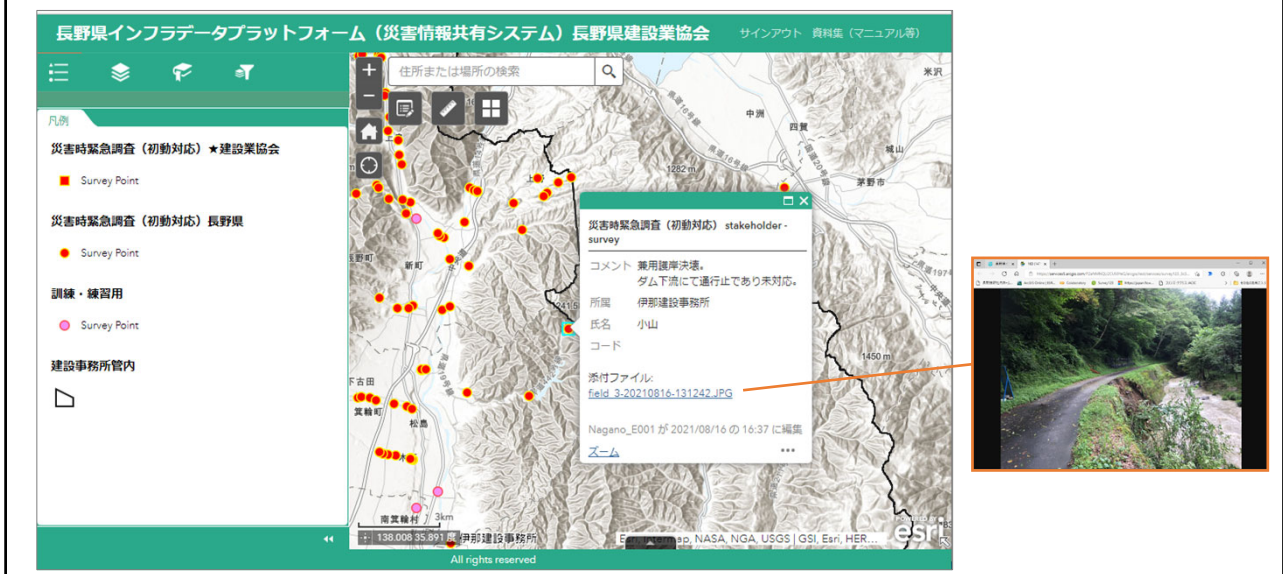 長野県インフラデータプラットフォーム（災害情報共有システム）長野県建設業協会
サインアウト 資料集（マニュアル等）
凡例
災害時緊急調査（初動対応）★建設業協会
Survey Point
災害時緊急調査（初動対応）長野県
Survey Point
訓練・練習用
Survey Point
建設事務所管内
住所または場所の検索
米沢
中洲
四賀
城山
県道16号線
1282 m
茅野市
新町
下古田
箕輪町
松島
南箕輪村
3km
1450 m
災害時緊急調査（初動対応） stakeholder -
survey
コメント 兼用護岸決壊。
ダム下流にて通行止であり未対応。
所属 伊那建設事務所
氏名 小山
コード
添付ファイル:
field_3-20210816-131242.JPG
Nagano_E001 が 2021/08/16 の 16:37 に編集
ズーム
138.008 35.891 度
伊那建設事務所
NASA, NGA, USGS | GSI, Esri, HER...
POWERED BY
esri
All rights reserved